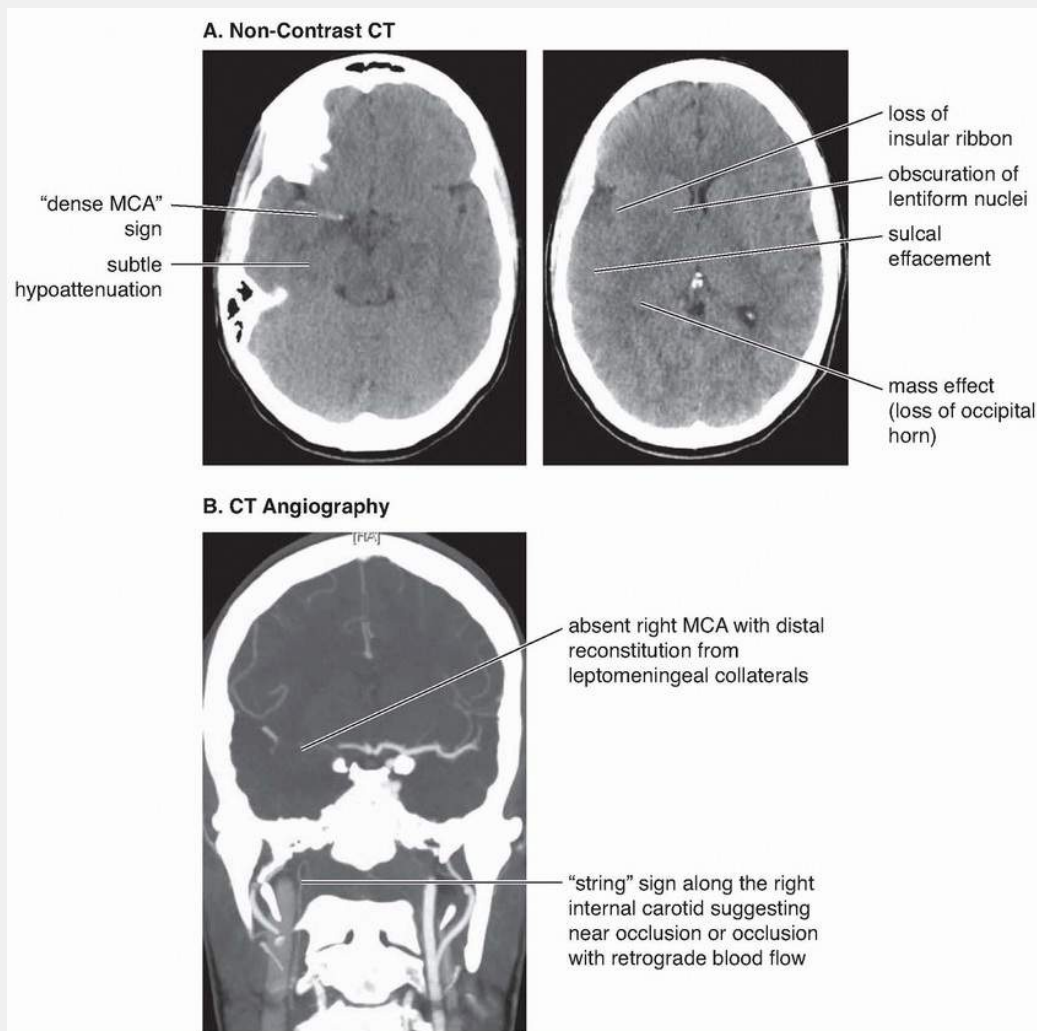 A. Non-Contrast CT
"dense MCA"
sign
subtle
hypoattenuation
loss of
insular ribbon
obscuration of
lentiform nuclei
sulcal
effacement
mass effect
(loss of occipital
horn)
B. CT Angiography
[HA]
absent right MCA with distal
reconstitution from
leptomeningeal collaterals
"string" sign along the right
internal carotid suggesting
near occlusion or occlusion
with retrograde blood flow